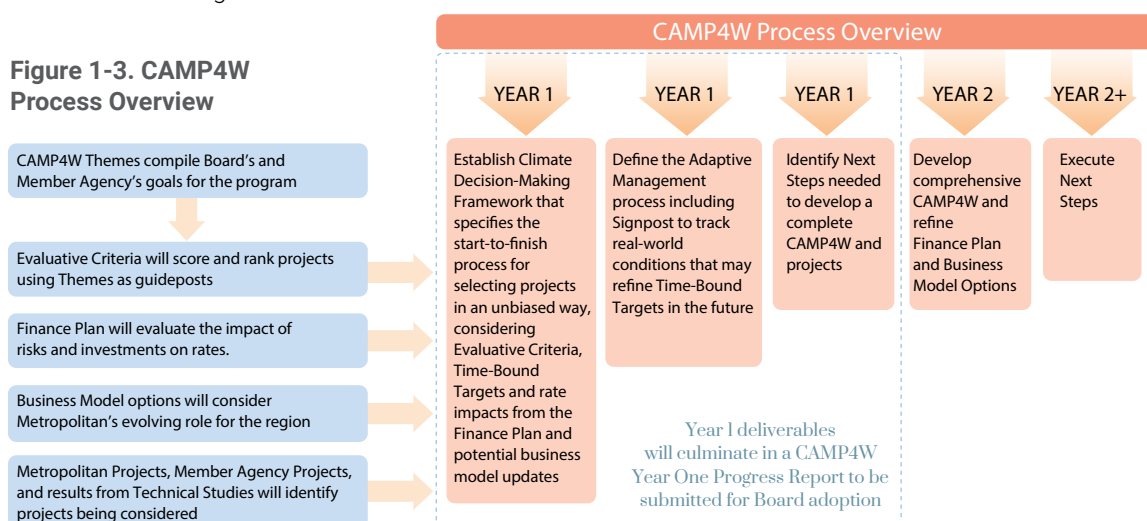 CAMP4W Process Overview
Figure 1-3. CAMP4W
Process Overview
CAMP4W Themes compile Board's and
Member Agency's goals for the program
Evaluative Criteria will score and rank projects
using Themes as guideposts
Finance Plan will evaluate the impact of
risks and investments on rates.
Business Model options will consider
Metropolitan's evolving role for the region
Metropolitan Projects, Member Agency Projects,
and results from Technical Studies will identify
projects being considered
YEAR 1
Establish Climate
Decision-Making
Framework that
specifies the
start-to-finish
process for
selecting projects
in an unbiased way,
considering
Evaluative Criteria,
Time-Bound
Targets and rate
impacts from the
Finance Plan and
potential business
model updates
YEAR 1
Define the Adaptive
Management
process including
Signpost to track
real-world
conditions that may
refine Time-Bound
Targets in the future
YEAR 1
Identify Next
Steps needed
to develop a
complete
CAMP4W and
projects
YEAR 2
Develop
comprehensive
CAMP4W and
refine
Finance Plan
and Business
Model Options
YEAR 2+
Execute
Next
Steps
Year 1 deliverables
will culminate in a CAMP4W
Year One Progress Report to be
submitted for Board adoption